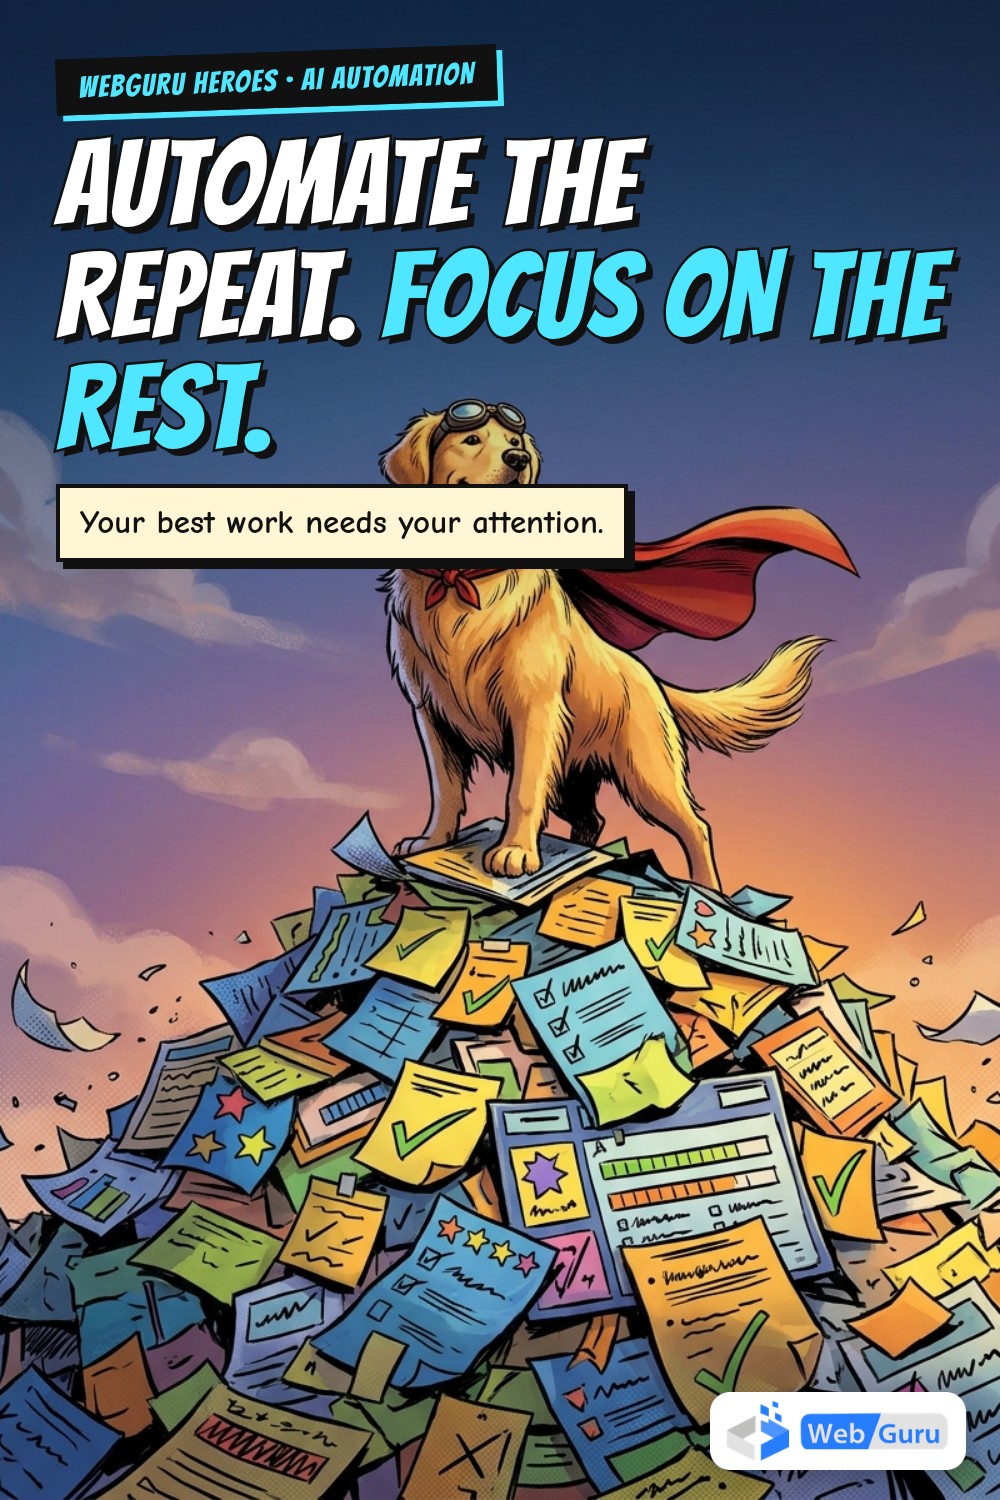 WEBGURU HEROES · AI AUTOMATION
AUTOMATE THE
REPEAT. FOCUS ON THE
REST.
Your best work needs your attention.
Web Guru